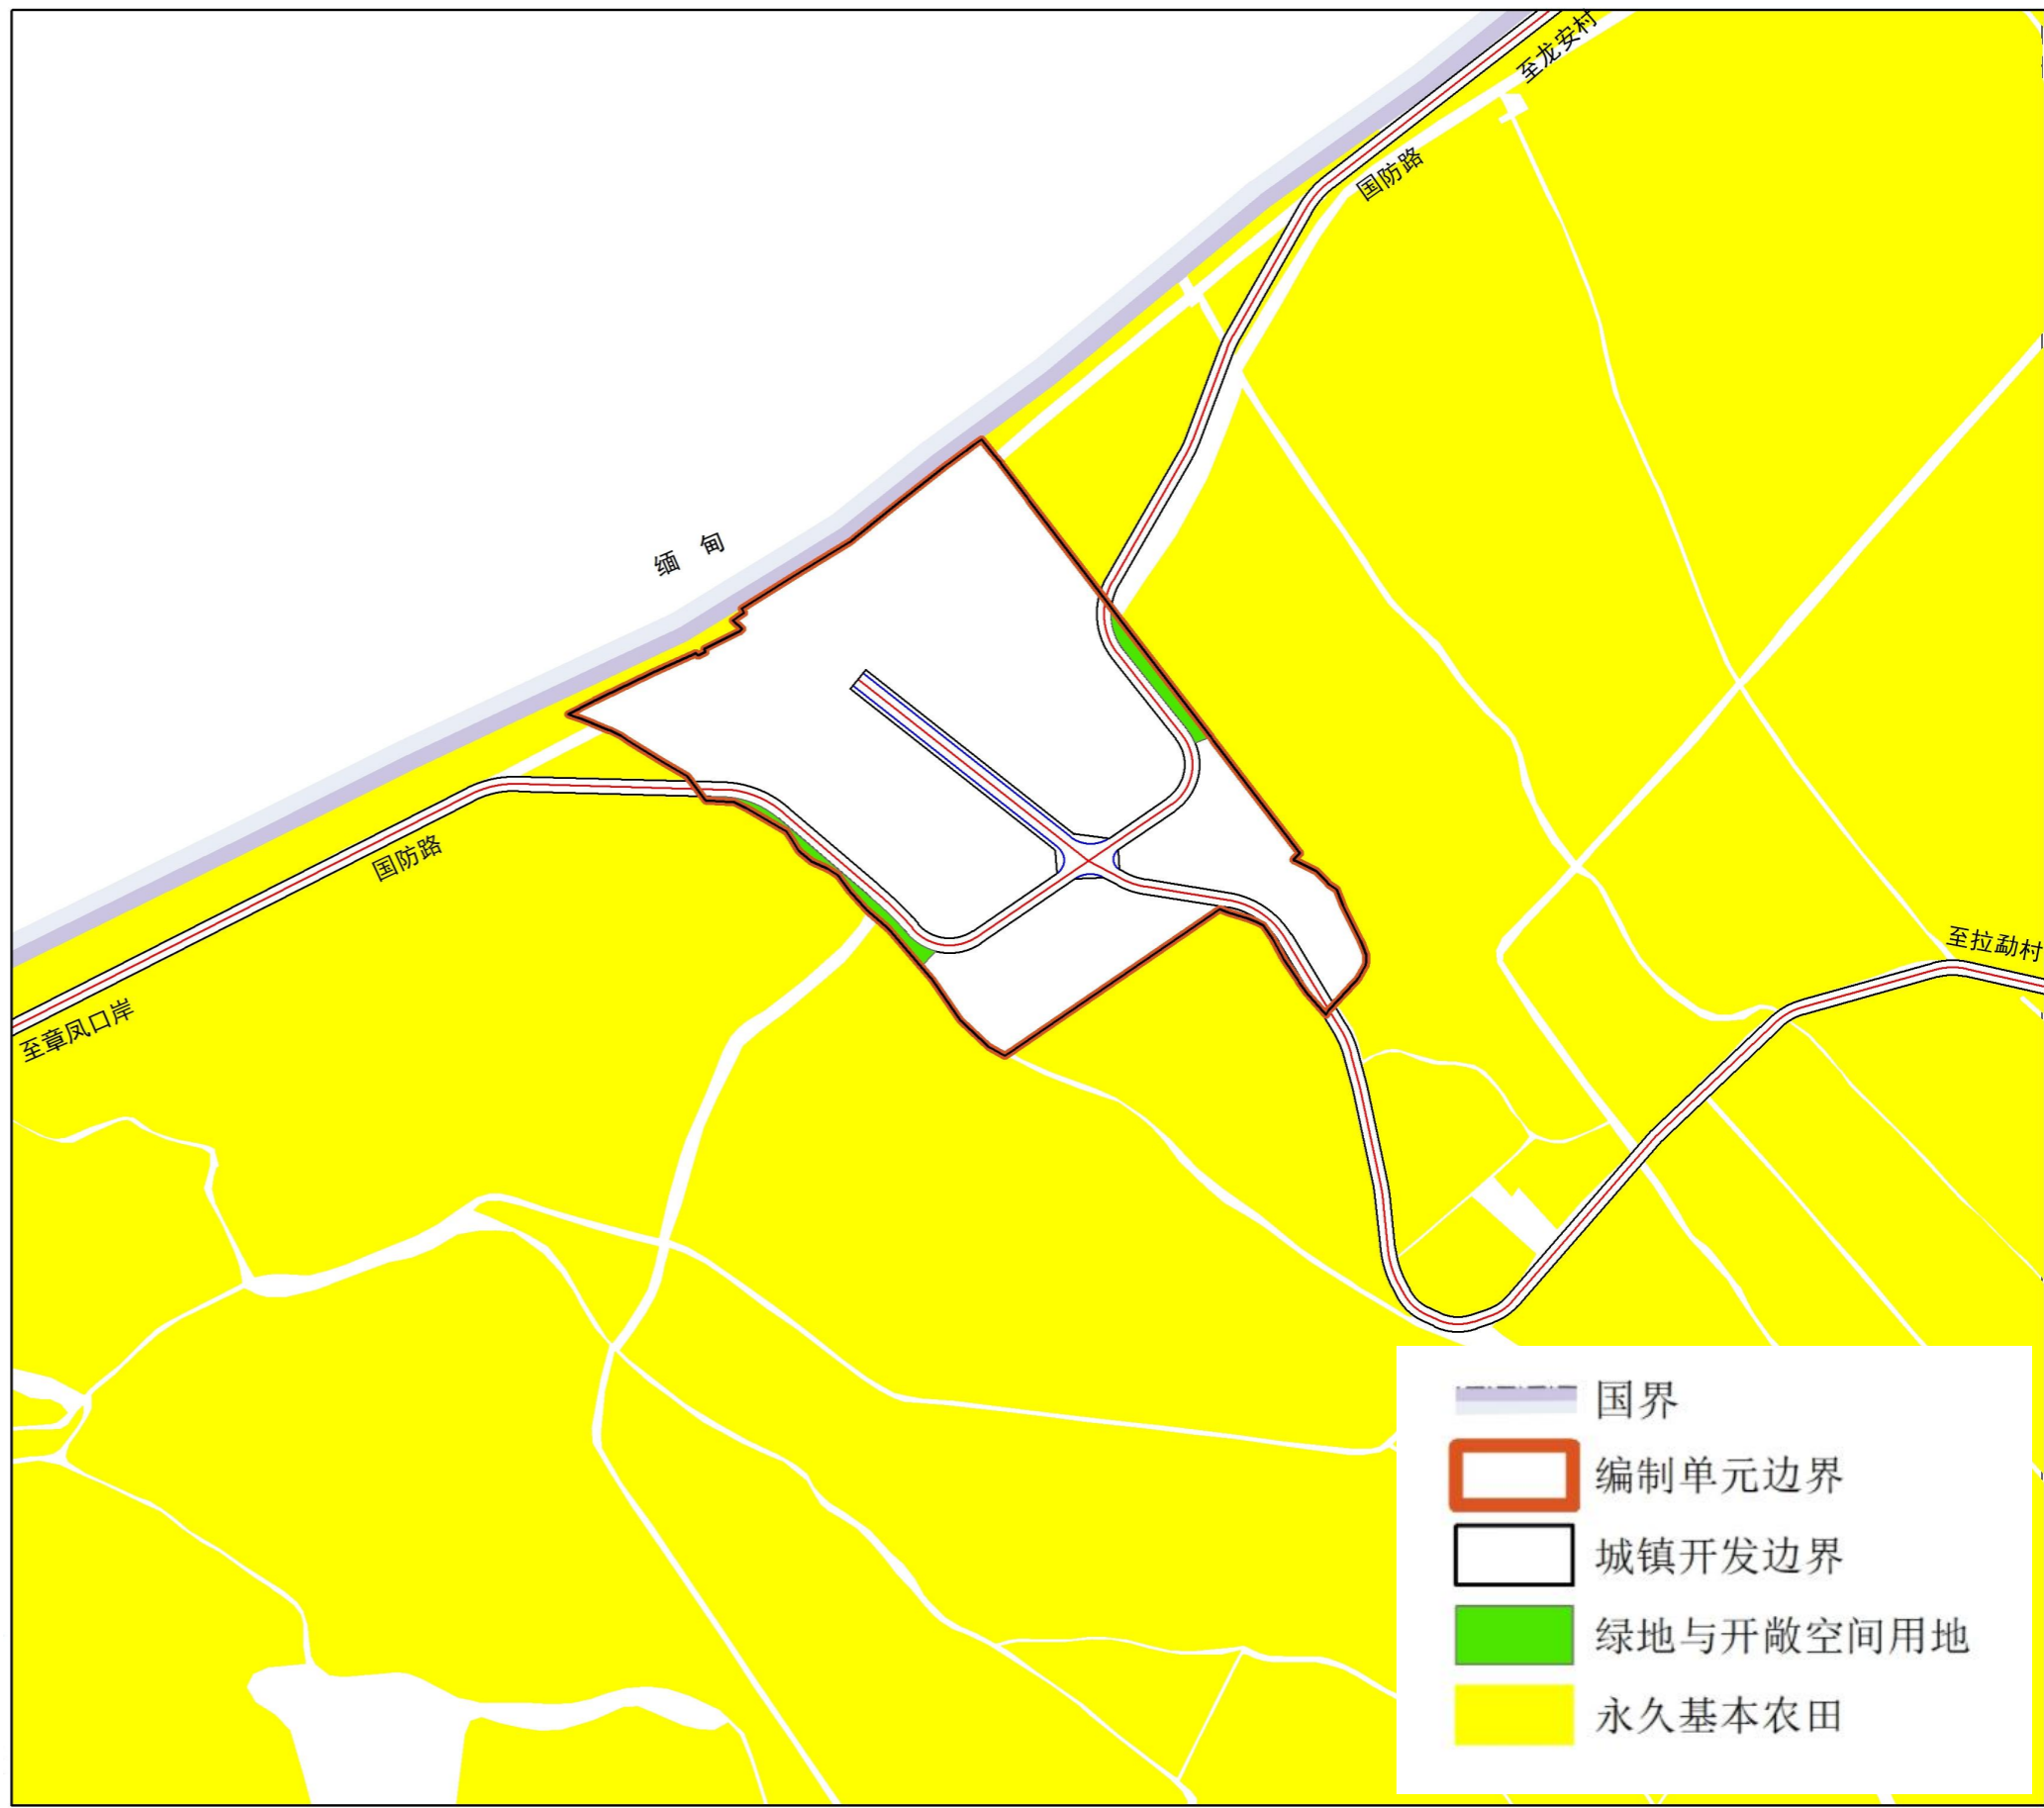 至龙安村
国防路
缅 甸
国防路
至拉勐村
至章凤口岸
国界
编制单元边界
城镇开发边界
绿地与开敞空间用地
永久基本农田